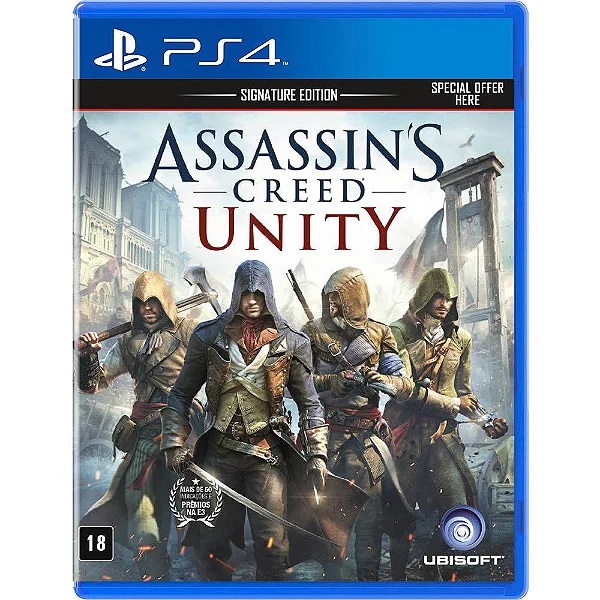 PS4
SIGNATURE EDITION
SPECIAL OFFER
HERE
ASSASSIN'S
CREED
UNITY
MAIS DE 50
INDICAÇÕES E
PRÊMIOS
NA E3
18
UBISOFT